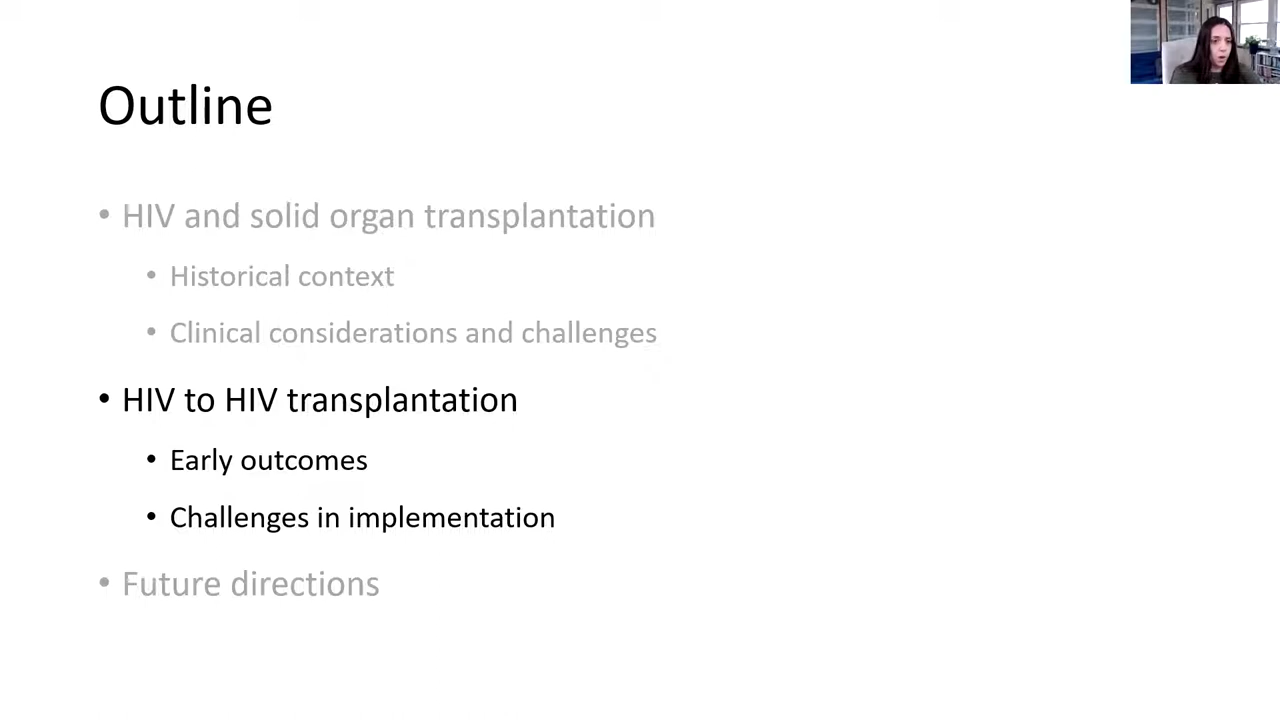 Outline
• HIV and solid organ transplantation
• Historical context
• Clinical considerations and challenges
• HIV to HIV transplantation
• Early outcomes
• Challenges in implementation
• Future directions